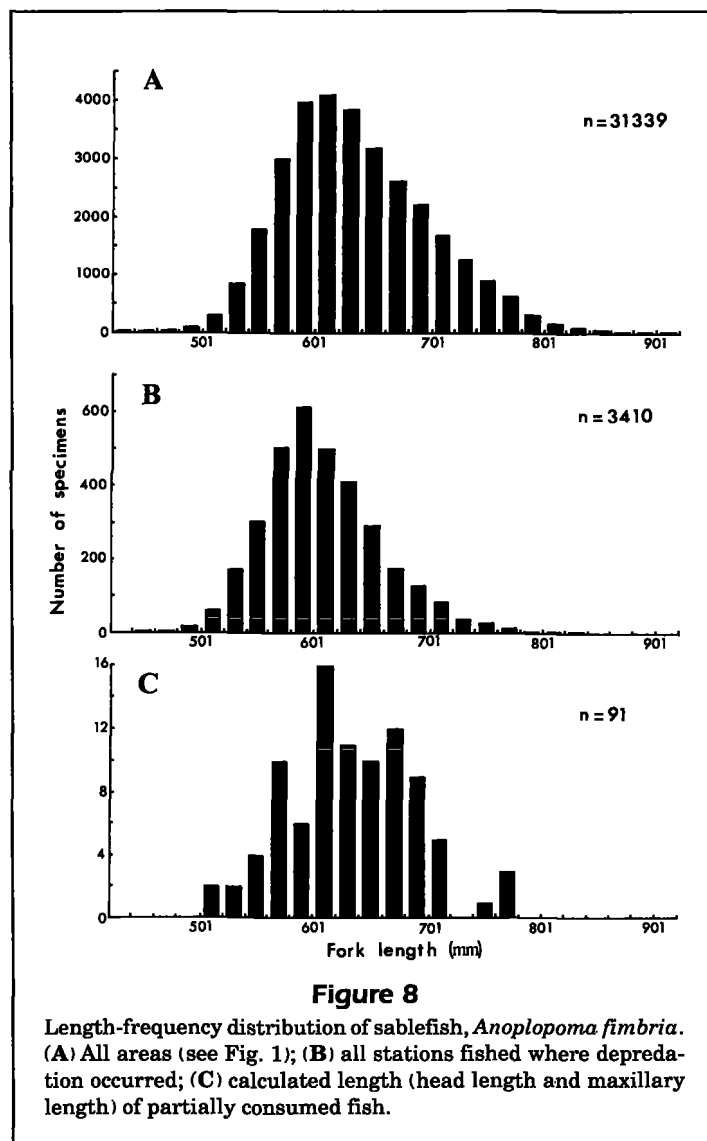 A
n=31339
4000
3000
2000
1000
0
501 601 701 801 901
B
n=3410
600
400
200
0
501 601 701 801 901
Number of specimens
C
n=91
16
12
8
4
0
501 601 701 801 901
Fork length (mm)
Figure 8
Length-frequency distribution of sablefish, Anoplopoma fimbria.
(A) All areas (see Fig. 1); (B) all stations fished where depreda-
tion occurred; (C) calculated length (head length and maxillary
length) of partially consumed fish.